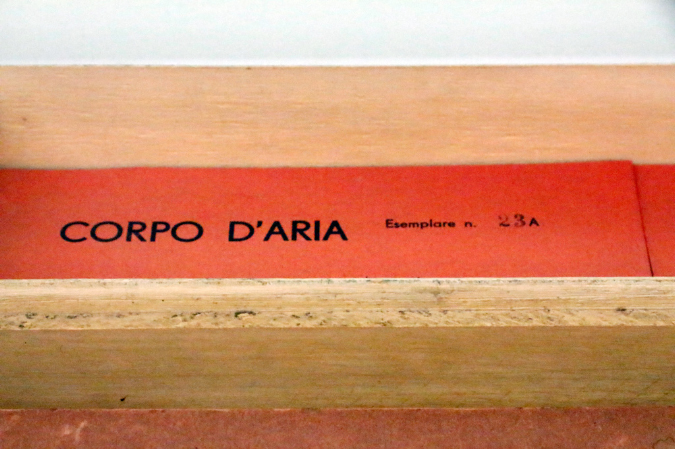 CORPO D'ARIA Esemplare n. 23A